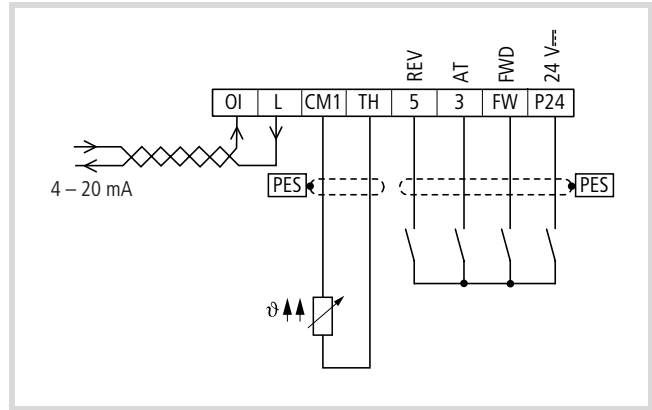 REV AT FWD 24 V⎓
OI L CM1 TH 5 3 FW P24
4 – 20 mA
PES PES
ϑ